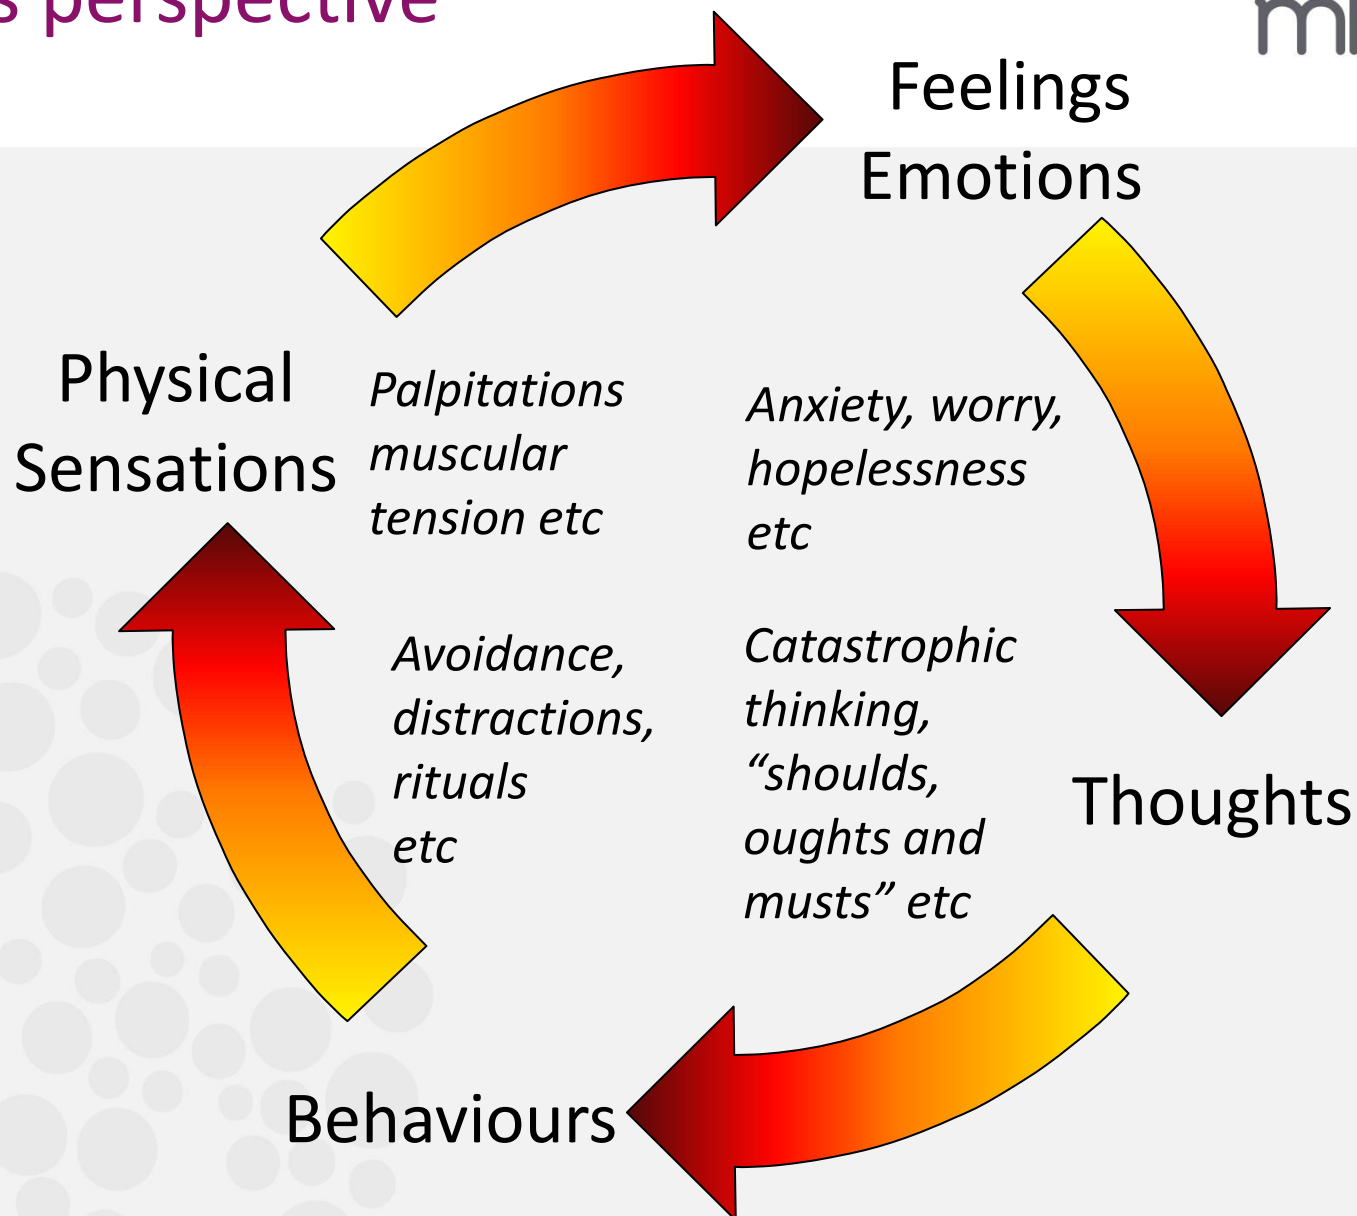 s perspective
Feelings
Emotions
Physical
Sensations
Palpitations
muscular
tension etc
Anxiety, worry,
hopelessness
etc
Avoidance,
distractions,
rituals
etc
Catastrophic
thinking,
“shoulds,
oughts and
musts” etc
Thoughts
Behaviours